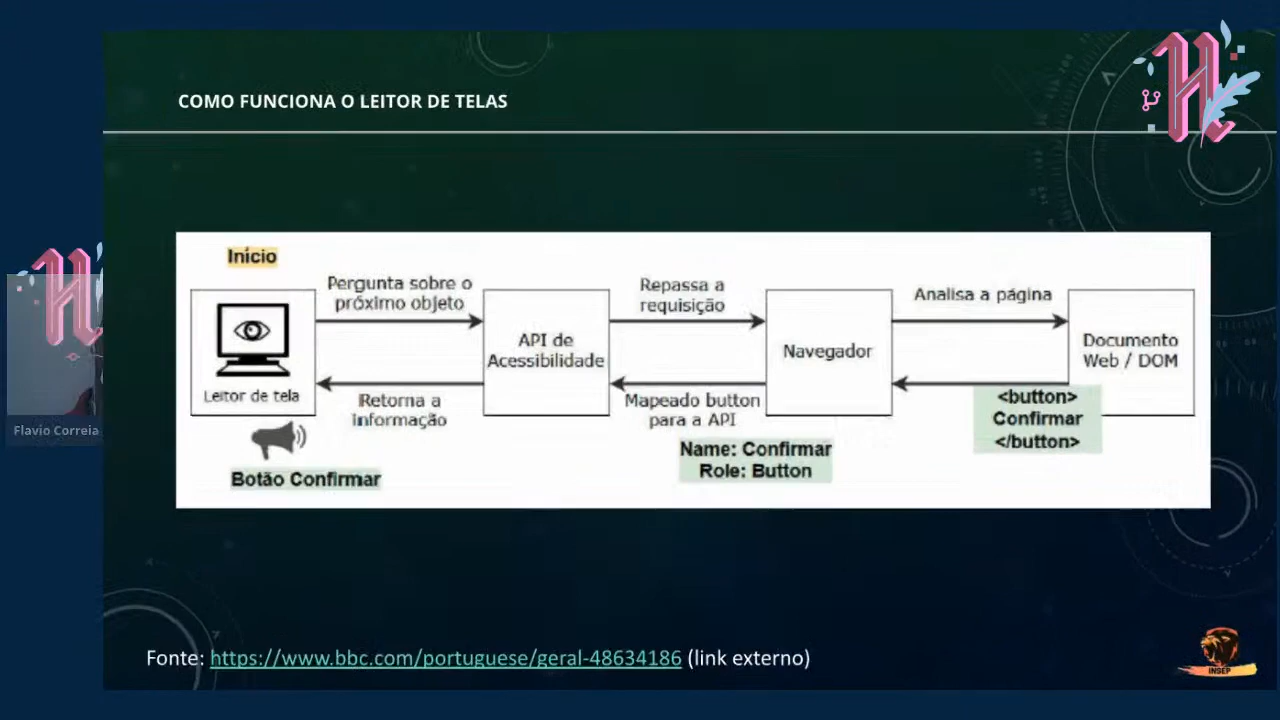 COMO FUNCIONA O LEITOR DE TELAS
Início
Pergunta sobre o
próximo objeto
Repassa a
requisição
Analisa a página
API de
Acessibilidade
Navegador
Documento
Web / DOM
Leitor de tela
Retorna a
informação
Mapeado button
para a API
<button>
Confirmar
</button>
Name: Confirmar
Role: Button
Botão Confirmar
Flavio Correia
Fonte: https://www.bbc.com/portuguese/geral-48634186 (link externo)
H
INSEP